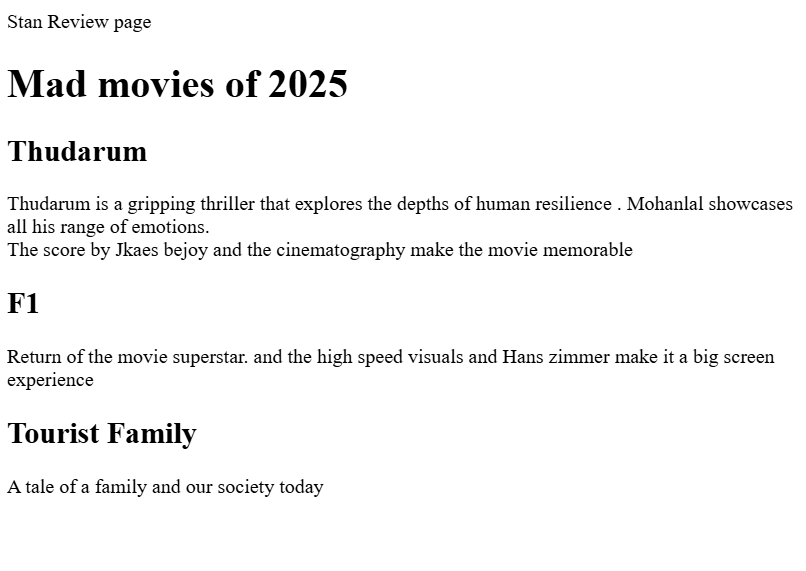 Stan Review page
Mad movies of 2025
Thudarum
Thudarum is a gripping thriller that explores the depths of human resilience . Mohanlal showcases
all his range of emotions.
The score by Jkaes bejoy and the cinematography make the movie memorable
F1
Return of the movie superstar. and the high speed visuals and Hans zimmer make it a big screen
experience
Tourist Family
A tale of a family and our society today